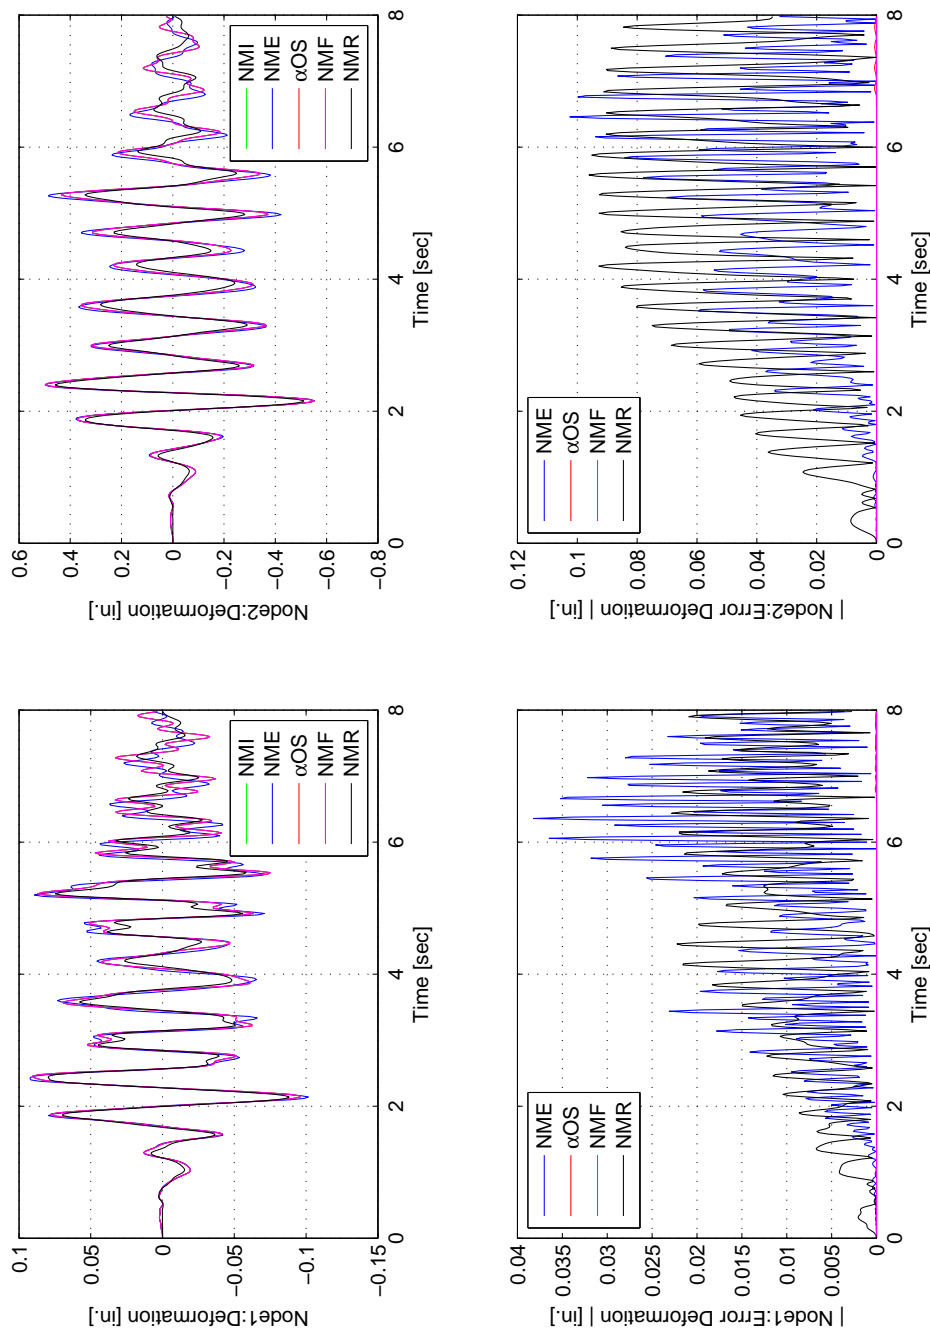 Node1:Deformation [in.]
0.1
0.05
0
−0.05
−0.1
−0.15
0
2
4
6
8
Time [sec]
NMI
NME
αOS
NMF
NMR
Node2:Deformation [in.]
0.6
0.4
0.2
0
−0.2
−0.4
−0.6
−0.8
0
2
4
6
8
Time [sec]
NMI
NME
αOS
NMF
NMR
| Node1:Error Deformation | [in.]
0.04
0.035
0.03
0.025
0.02
0.015
0.01
0.005
0
0
2
4
6
8
Time [sec]
NME
αOS
NMF
NMR
| Node2:Error Deformation | [in.]
0.12
0.1
0.08
0.06
0.04
0.02
0
0
2
4
6
8
Time [sec]
NME
αOS
NMF
NMR